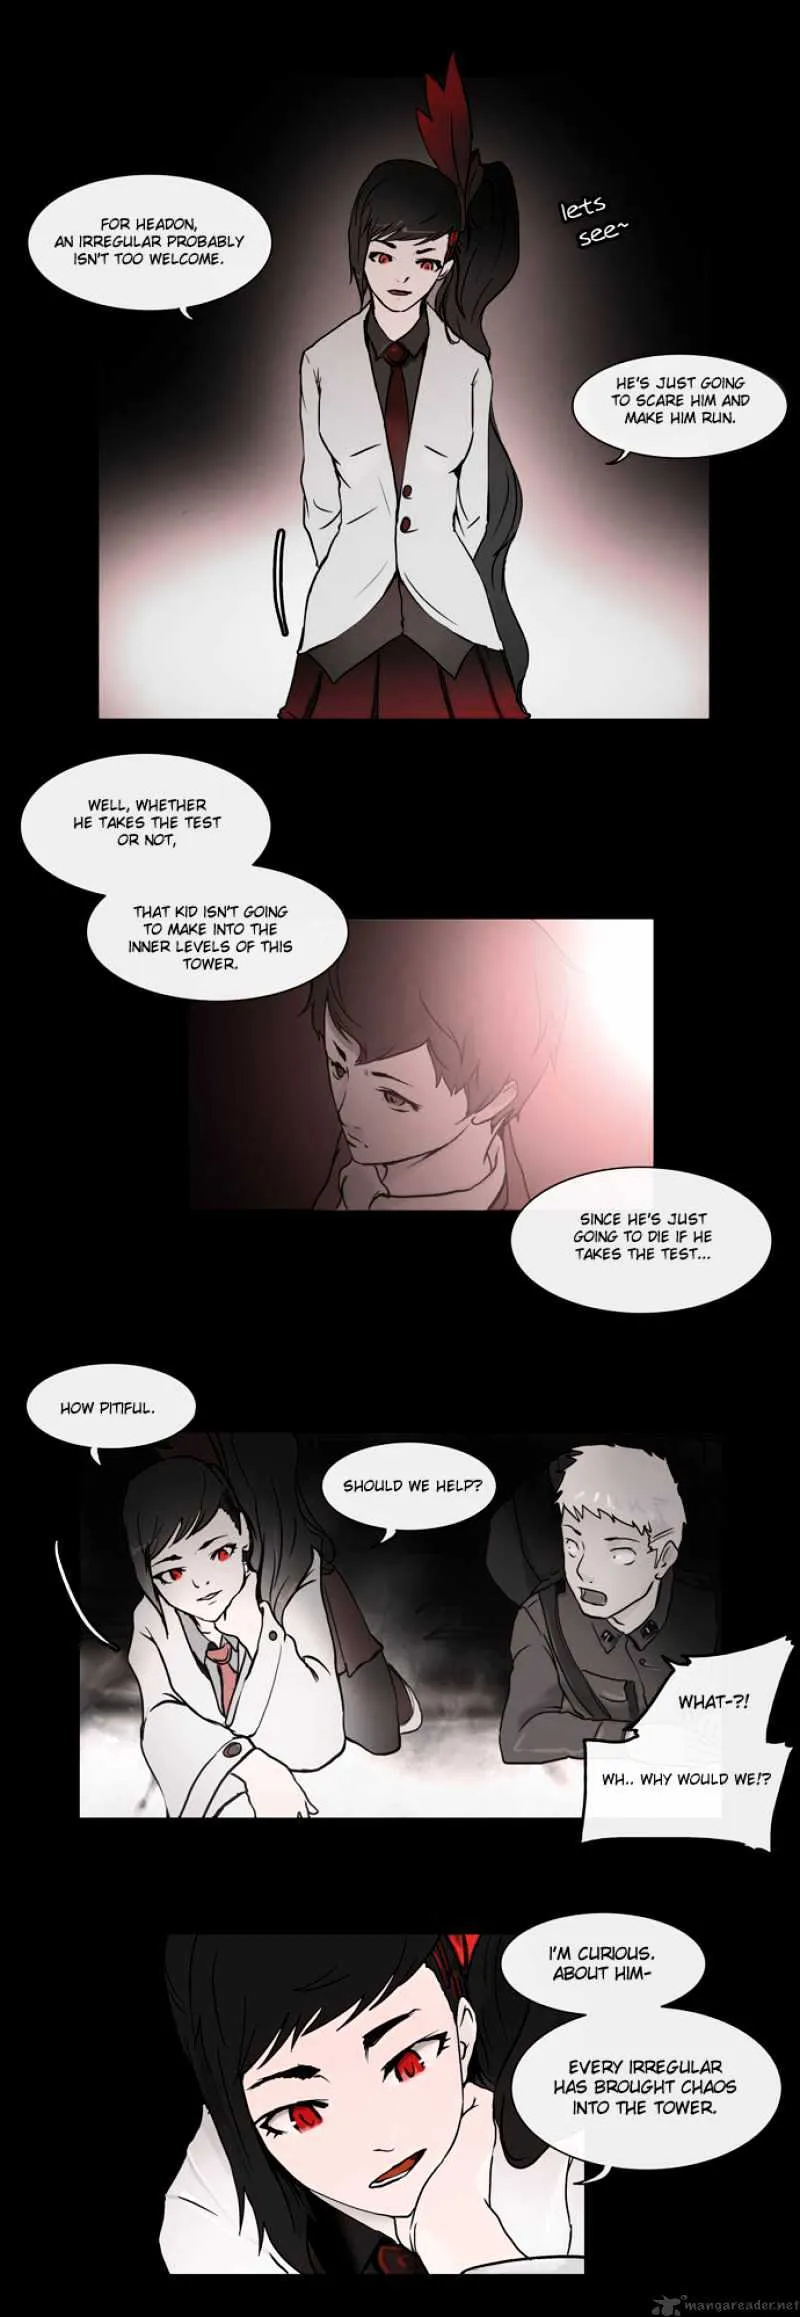 FOR HEADON,
AN IRREGULAR PROBABLY
ISN'T TOO WELCOME.
lets
see~
HE'S JUST GOING
TO SCARE HIM AND
MAKE HIM RUN.
WELL, WHETHER
HE TAKES THE TEST
OR NOT,
THAT KID ISN'T GOING
TO MAKE INTO THE
INNER LEVELS OF THIS
TOWER.
SINCE HE'S JUST
GOING TO DIE IF HE
TAKES THE TEST...
HOW PITIFUL.
SHOULD WE HELP?
WHAT-?!
WH.. WHY WOULD WE!?
I'M CURIOUS.
ABOUT HIM-
EVERY IRREGULAR
HAS BROUGHT CHAOS
INTO THE TOWER.
mangareader.net